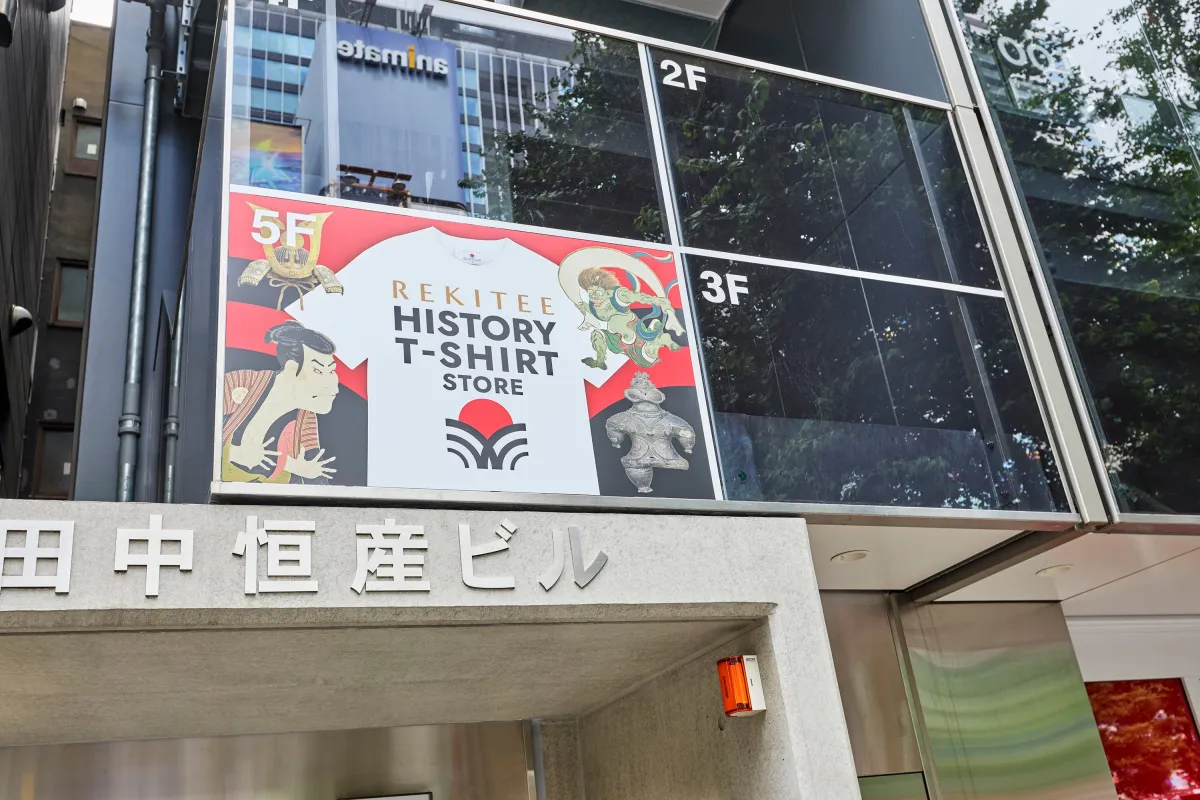 animate
2F
5F
3F
REKITEE
HISTORY
T-SHIRT
STORE
田中恒産ビル